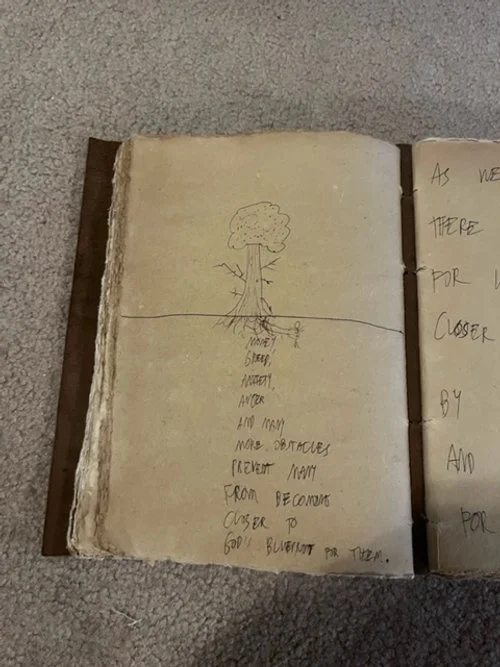 MONEY
GREED,
ANXIETY,
ANGER
AND MANY
MORE OBSTACLES
PREVENT MANY
FROM BECOMING
CLOSER TO
GOD'S BLUEPRINT FOR THEM.
AS WE
THERE
FOR
CLOSER
BY
AND
FOR